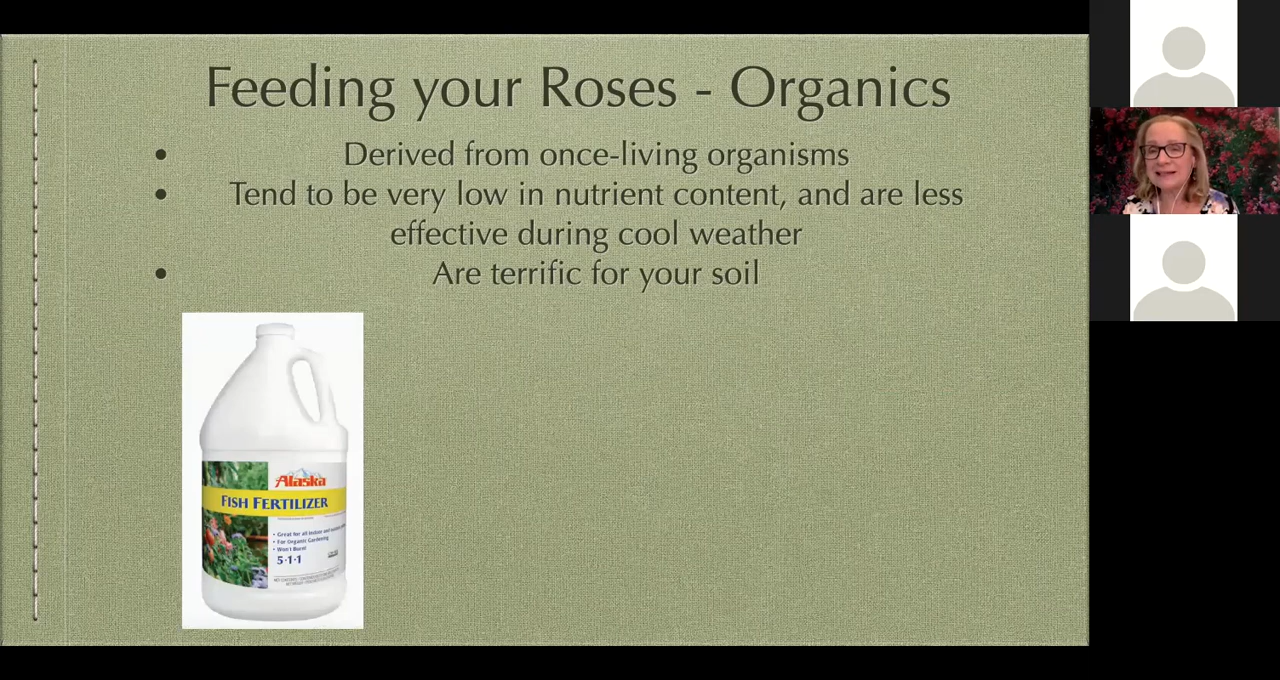 Feeding your Roses - Organics
• Derived from once-living organisms
• Tend to be very low in nutrient content, and are less
effective during cool weather
• Are terrific for your soil
Alaska
FISH FERTILIZER
• Great for all indoor and
• For Organic Gardening
• Won't Burn!
5-1-1